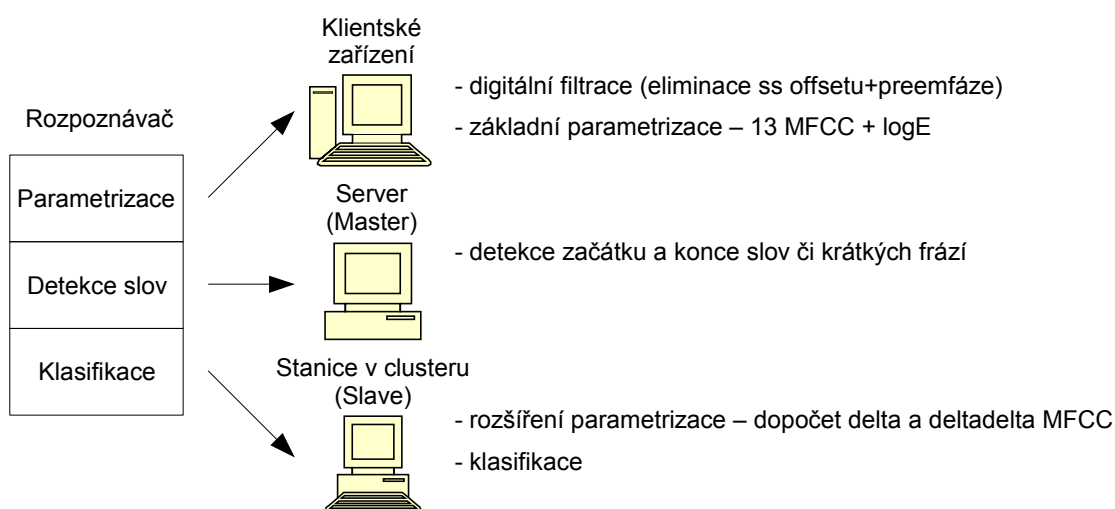 Rozpoznávač
Parametrizace
Detekce slov
Klasifikace
Klientské
zařízení
- digitální filtrace (eliminace ss offsetu+preemfáze)
- základní parametrizace – 13 MFCC + logE
Server
(Master)
- detekce začátku a konce slov či krátkých frází
Stanice v clusteru
(Slave)
- rozšíření parametrizace – dopočet delta a deltadelta MFCC
- klasifikace